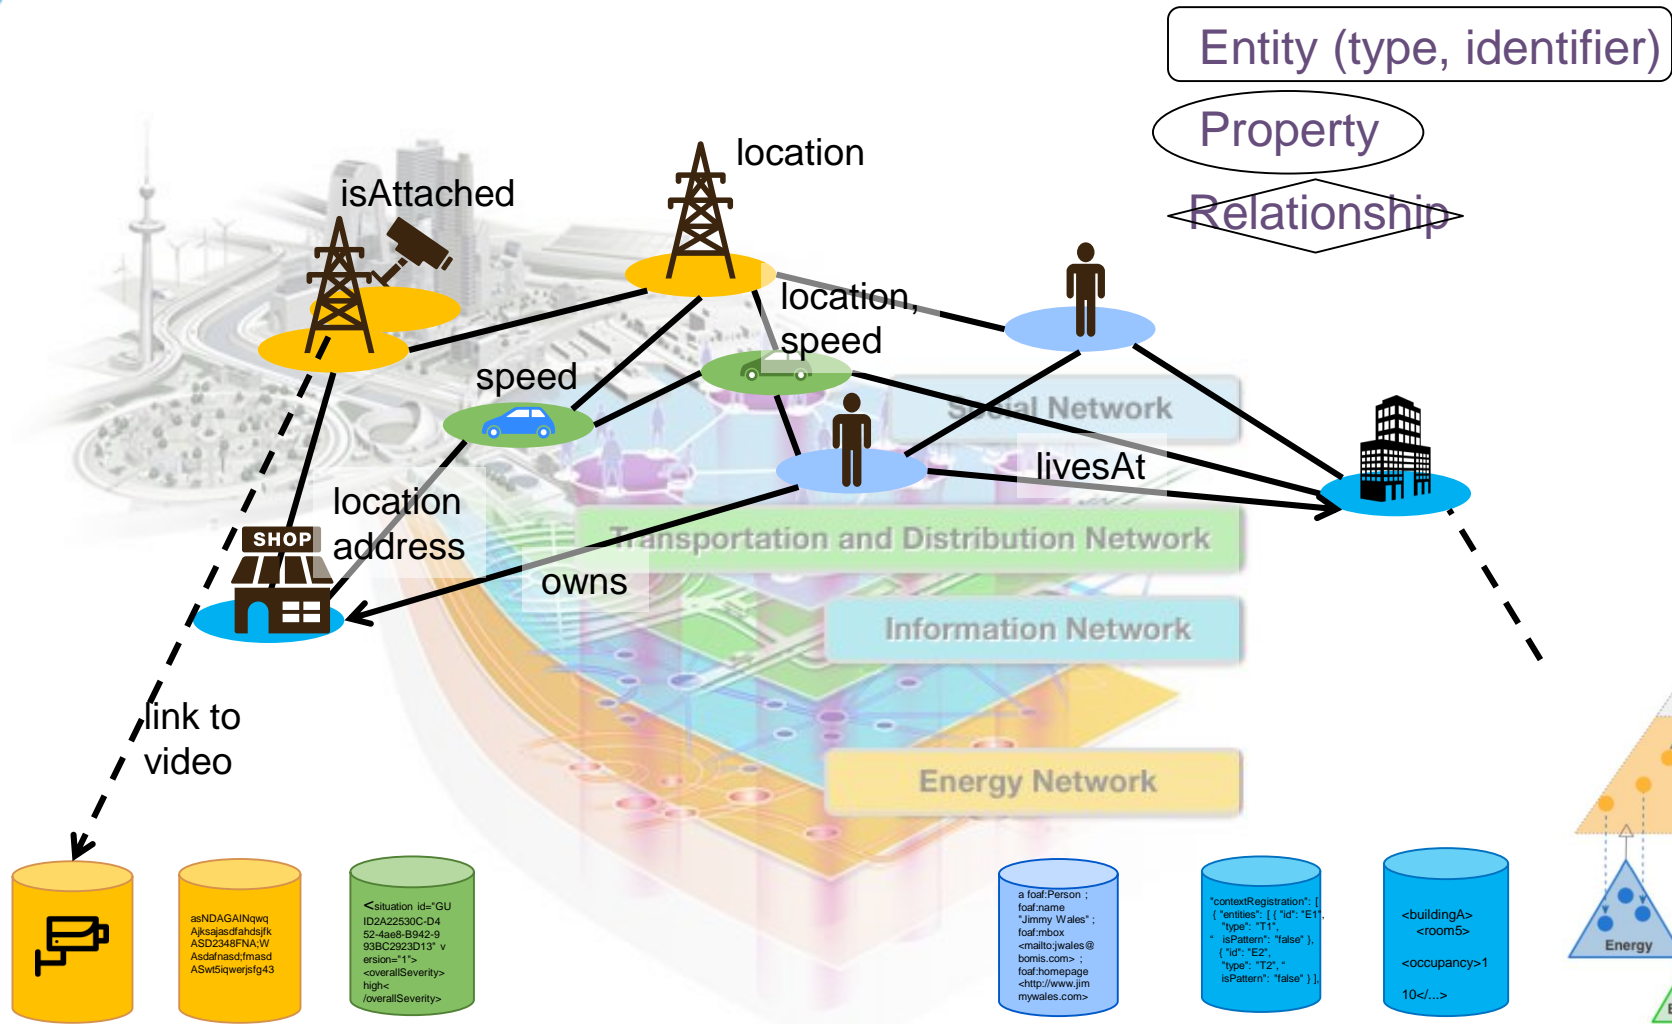 Entity (type, identifier)
Property
Relationship
location
isAttached
location,
speed
speed
Social Network
livesAt
location
address
SHOP
Transportation and Distribution Network
owns
Information Network
link to
video
Energy Network
asNDAGAINqwq
Ajksajasdfahdsjfk
ASD2348FNA;W
Asdafnasd;fmasd
ASwt5iqwerjsfg43
<situation id="GU
ID2A22530C-D4
52-4ae8-B942-9
93BC2923D13" v
ersion="1">
<overallSeverity>
high<
/overallSeverity>
a foaf:Person ;
foaf:name
"Jimmy Wales" ;
foaf:mbox
<mailto:jwales@
bomis.com> ;
foaf:homepage
<http://www.jim
mywales.com>
"contextRegistration": [
{ "entities": [ { "id": "E1",
"type": "T1",
“ isPattern": "false" },
{ "id": "E2",
"type": "T2", “
isPattern": "false" } ],
<buildingA>
<room5>
<occupancy>1
10</...>
Energy